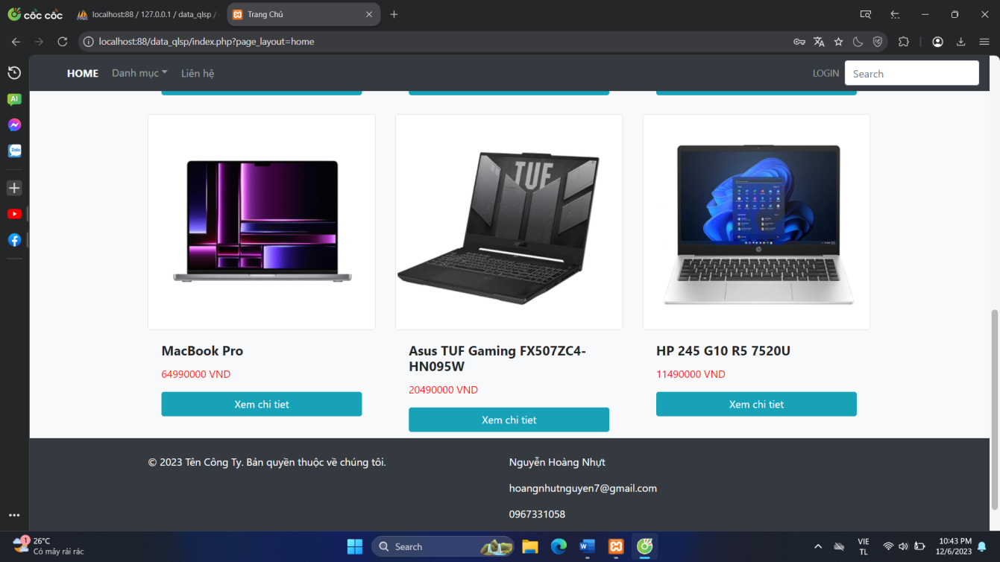 cốc cốc
localhost:88 / 127.0.0.1 / data_qlsp /
Trang Chủ
localhost:88/data_qlsp/index.php?page_layout=home
HOME
Danh mục
Liên hệ
LOGIN
Search
AI
Zalo
TUF
MacBook Pro
64990000 VND
Xem chi tiet
Asus TUF Gaming FX507ZC4-
HN095W
20490000 VND
Xem chi tiet
HP 245 G10 R5 7520U
11490000 VND
Xem chi tiet
© 2023 Tên Công Ty. Bản quyền thuộc về chúng tôi.
Nguyễn Hoàng Nhựt
hoangnhutnguyen7@gmail.com
0967331058
1
26°C
Có mây rải rác
Search
VIE
TL
10:43 PM
12/6/2023